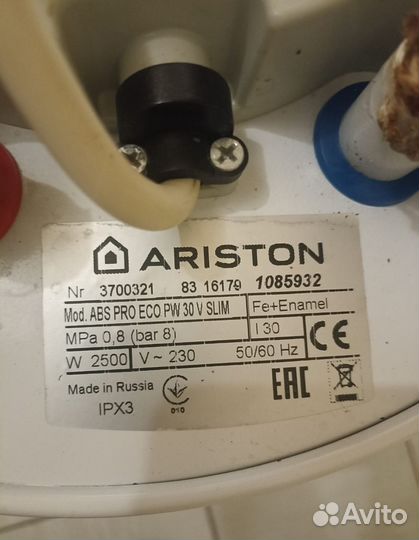 ARISTON
Nr 3700321 83 16179 1085932
Mod. ABS PRO ECO PW 30 V SLIM Fe+Enamel
MPa 0,8 (bar 8) l 30
W 2500 V~ 230 50/60 Hz CE
Made in Russia
IPX3 010 EAC
Avito